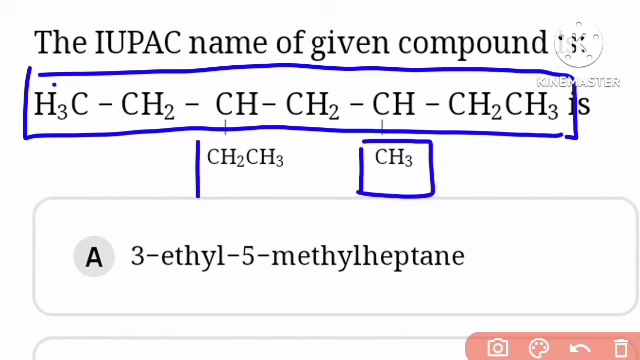 The IUPAC name of given compound is:
KINEMASTER
H₃C − CH₂ − CH − CH₂ − CH − CH₂CH₃ is
CH₂CH₃ CH₃
A 3−ethyl−5−methylheptane